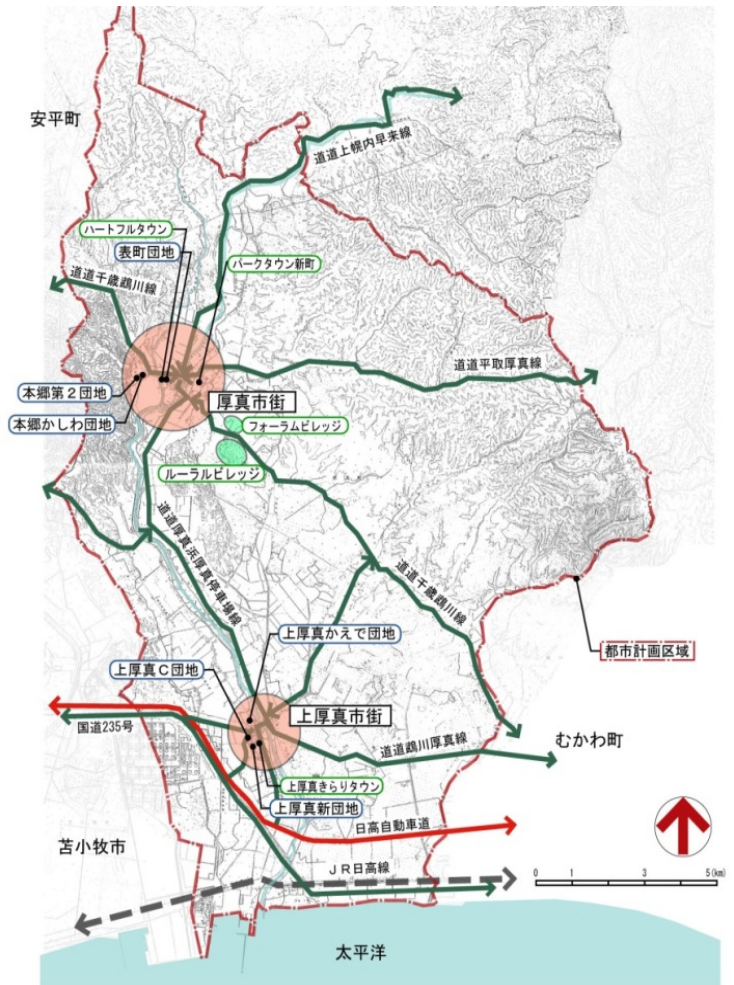 安平町
道道上幌内早来線
ハートフルタウン
表町団地
パークタウン新町
道道千歳鵡川線
道道平取厚真線
本郷第2団地
厚真市街
本郷かしわ団地
フォーラムビレッジ
ルーラルビレッジ
道道厚真浜厚真停車場線
道道千歳鵡川線
上厚真かえで団地
都市計画区域
上厚真C団地
上厚真市街
国道235号
道道鵡川厚真線
むかわ町
上厚真きらりタウン
上厚真新団地
日高自動車道
苫小牧市
JR日高線
0 1 3 5(km)
太平洋